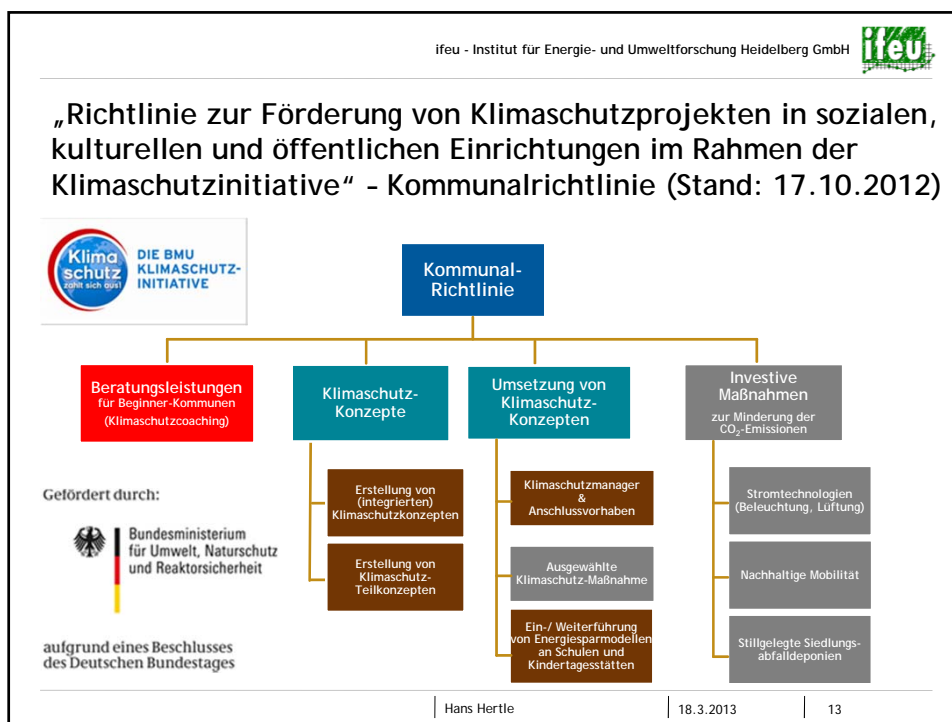 ifeu - Institut für Energie- und Umweltforschung Heidelberg GmbH
ifeu
„Richtlinie zur Förderung von Klimaschutzprojekten in sozialen,
kulturellen und öffentlichen Einrichtungen im Rahmen der
Klimaschutzinitiative“ - Kommunalrichtlinie (Stand: 17.10.2012)
Klima
schutz
zahlt sich aus!
DIE BMU
KLIMASCHUTZ-
INITIATIVE
Kommunal-
Richtlinie
Beratungsleistungen
für Beginner-Kommunen
(Klimaschutzcoaching)
Klimaschutz-
Konzepte
Erstellung von
(integrierten)
Klimaschutzkonzepten
Erstellung von
Klimaschutz-
Teilkonzepten
Umsetzung von
Klimaschutz-
Konzepten
Klimaschutzmanager
&
Anschlussvorhaben
Ausgewählte
Klimaschutz-Maßnahme
Ein-/ Weiterführung
von Energiesparmodellen
an Schulen und
Kindertagesstätten
Investive
Maßnahmen
zur Minderung der
CO₂-Emissionen
Stromtechnologien
(Beleuchtung, Lüftung)
Nachhaltige Mobilität
Stillgelegte Siedlungs-
abfalldeponien
Gefördert durch:
Bundesministerium
für Umwelt, Naturschutz
und Reaktorsicherheit
aufgrund eines Beschlusses
des Deutschen Bundestages
Hans Hertle
18.3.2013
13